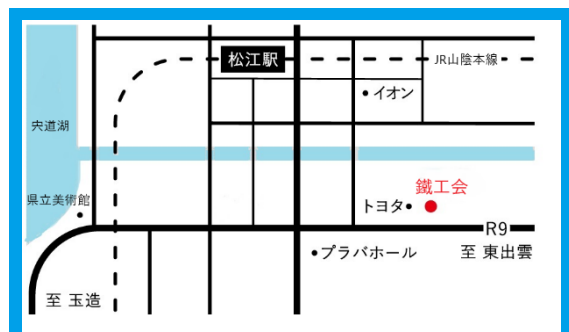 松江駅
JR山陰本線
イオン
宍道湖
鐵工会
県立美術館
トヨタ
R9
プラバホール
至 東出雲
至 玉造